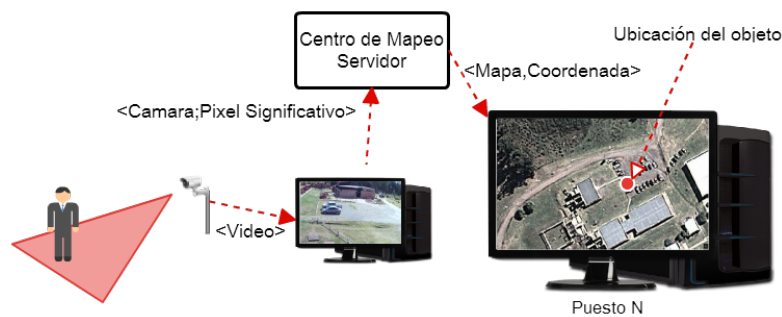 Centro de Mapeo
Servidor
Ubicación del objeto
<Mapa,Coordenada>
<Camara;Pixel Significativo>
<Video>
Puesto N